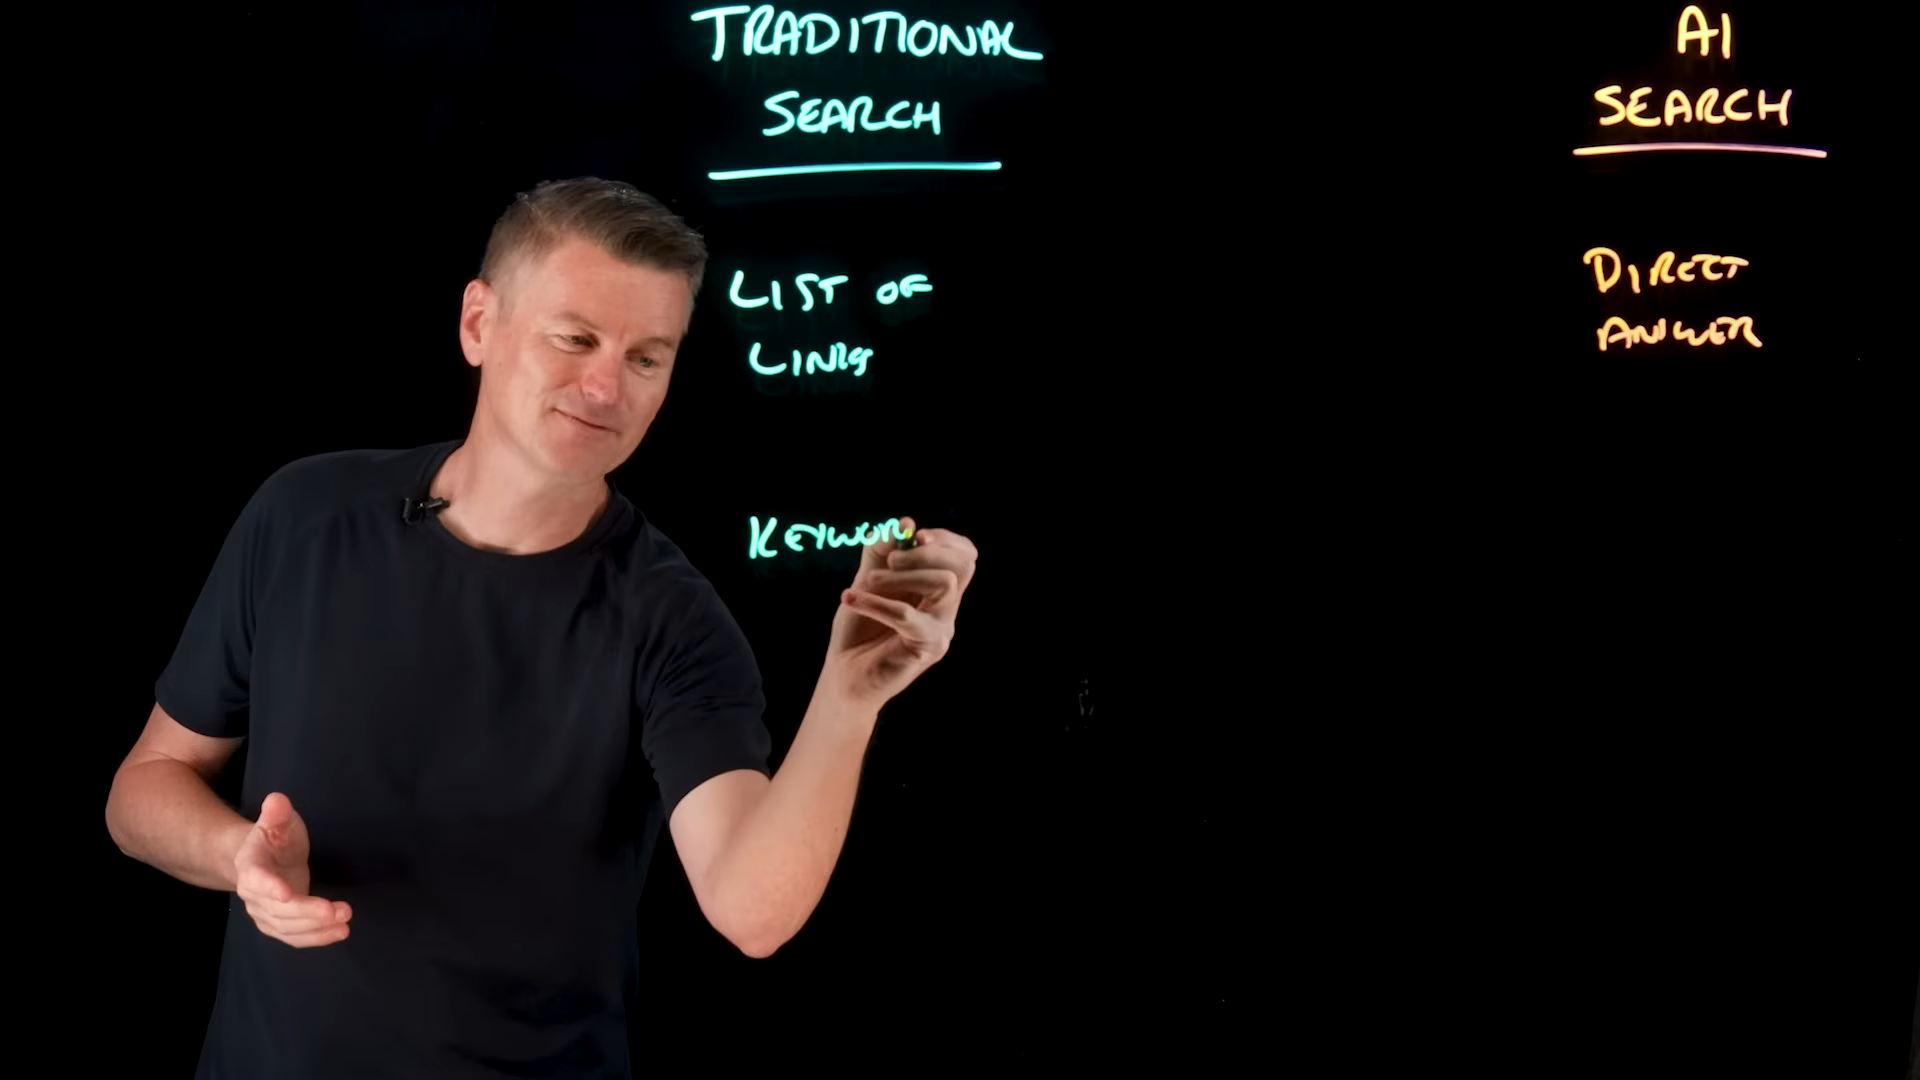 TRADITIONAL
SEARCH
LIST OF
LINKS
KEYWOR
AI
SEARCH
DIRECT
ANSWER